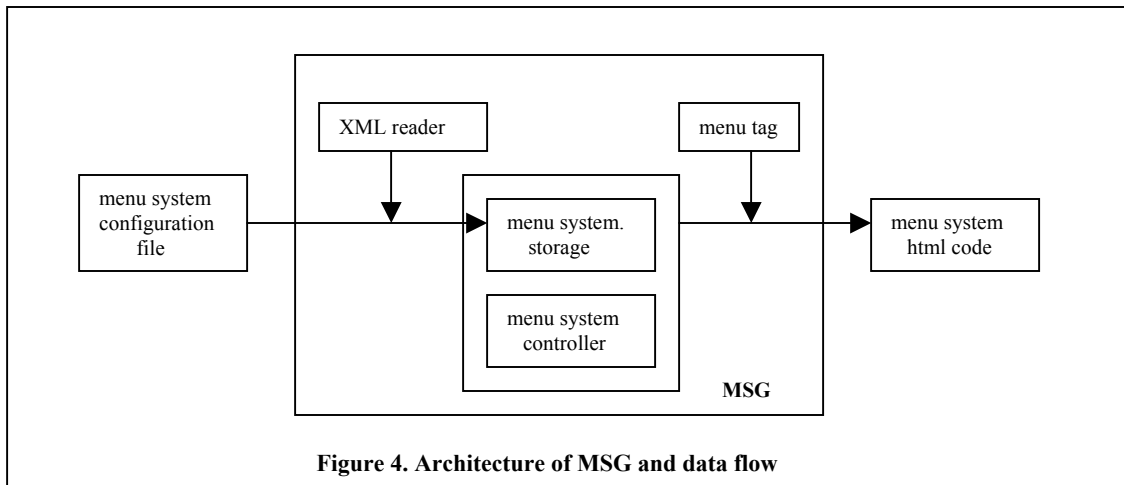 XML reader
menu tag
menu system
configuration
file
menu system.
storage
menu system
html code
menu system
controller
MSG
Figure 4. Architecture of MSG and data flow